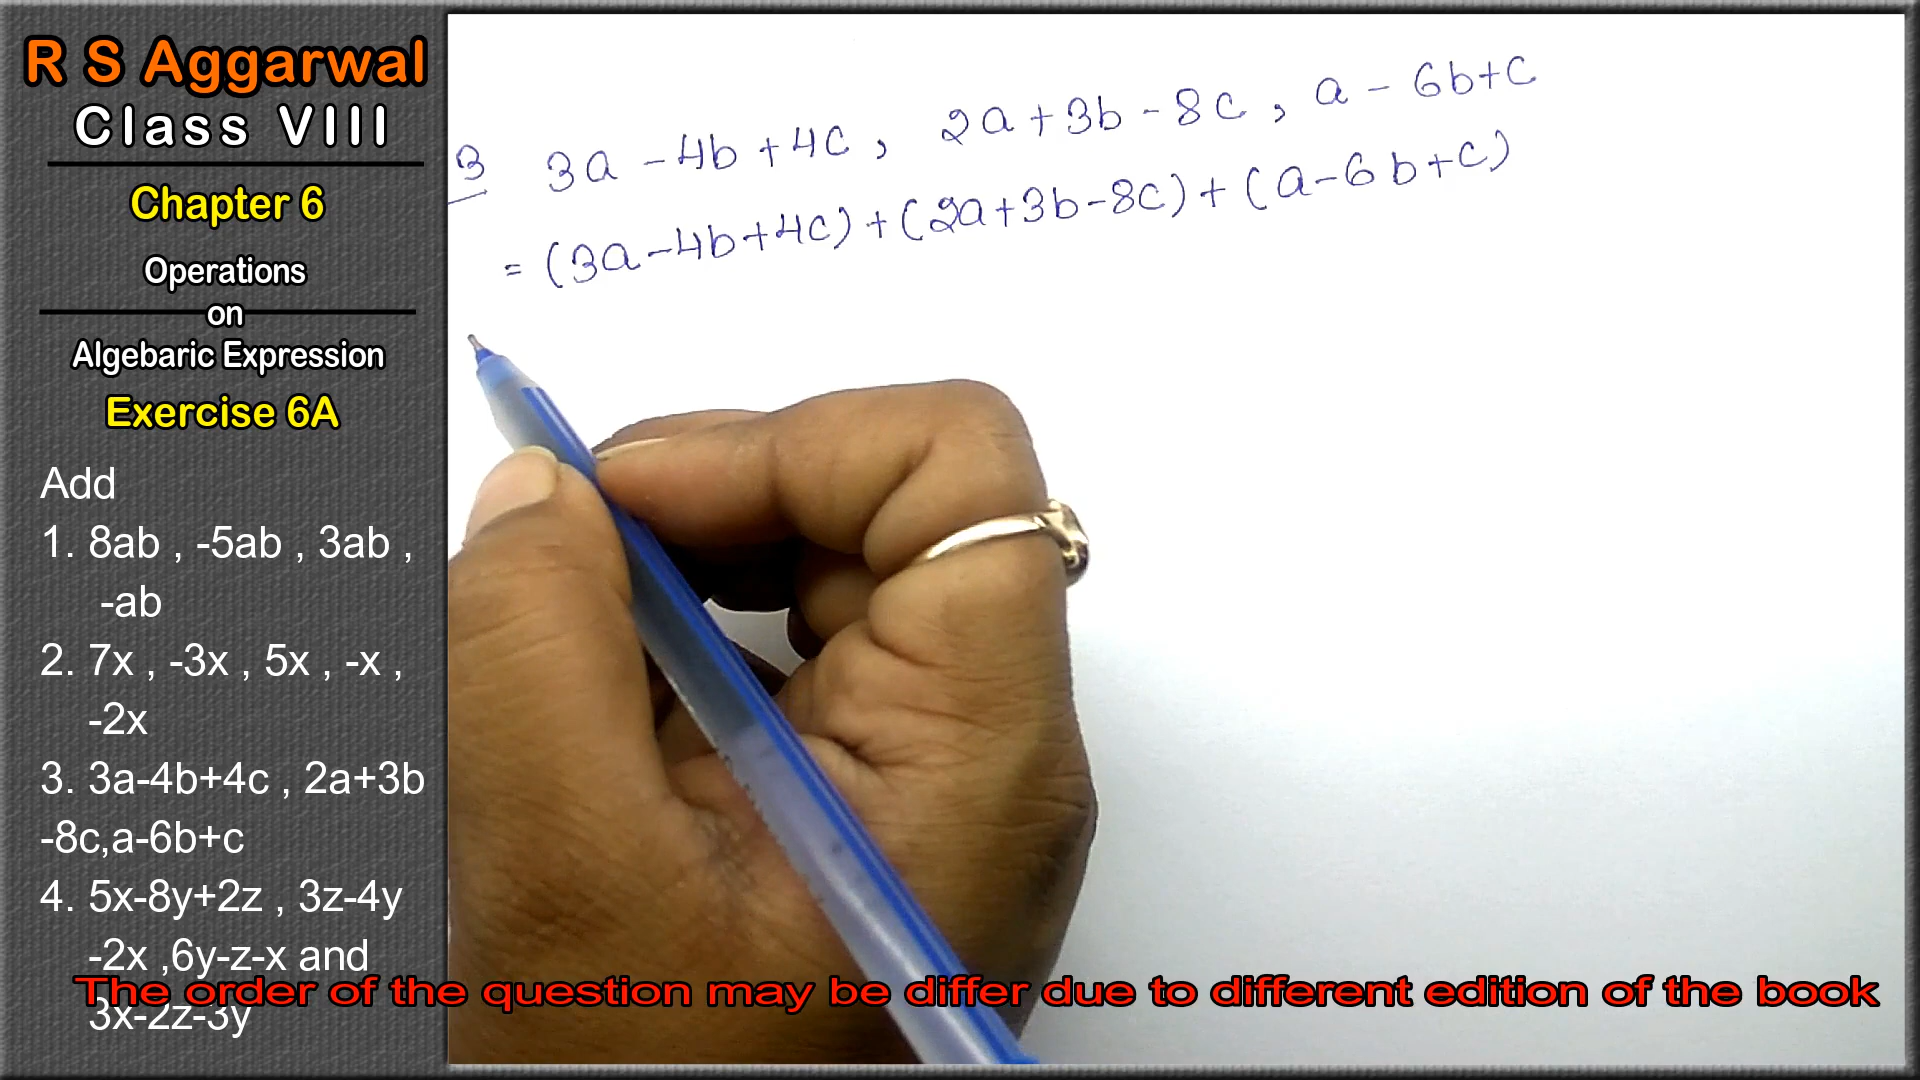 R S Aggarwal
Class VIII
Chapter 6
Operations
on
Algebaric Expression
Exercise 6A
Add
1. 8ab , -5ab , 3ab ,
-ab
2. 7x , -3x , 5x , -x ,
-2x
3. 3a-4b+4c , 2a+3b
-8c,a-6b+c
4. 5x-8y+2z , 3z-4y
-2x ,6y-z-x and
3x-2z-3y
3 3a - 4b + 4c , 2a + 3b - 8c , a - 6b + c
= (3a - 4b + 4c) + (2a + 3b - 8c) + (a - 6b + c)
The order of the question may be differ due to different edition of the book